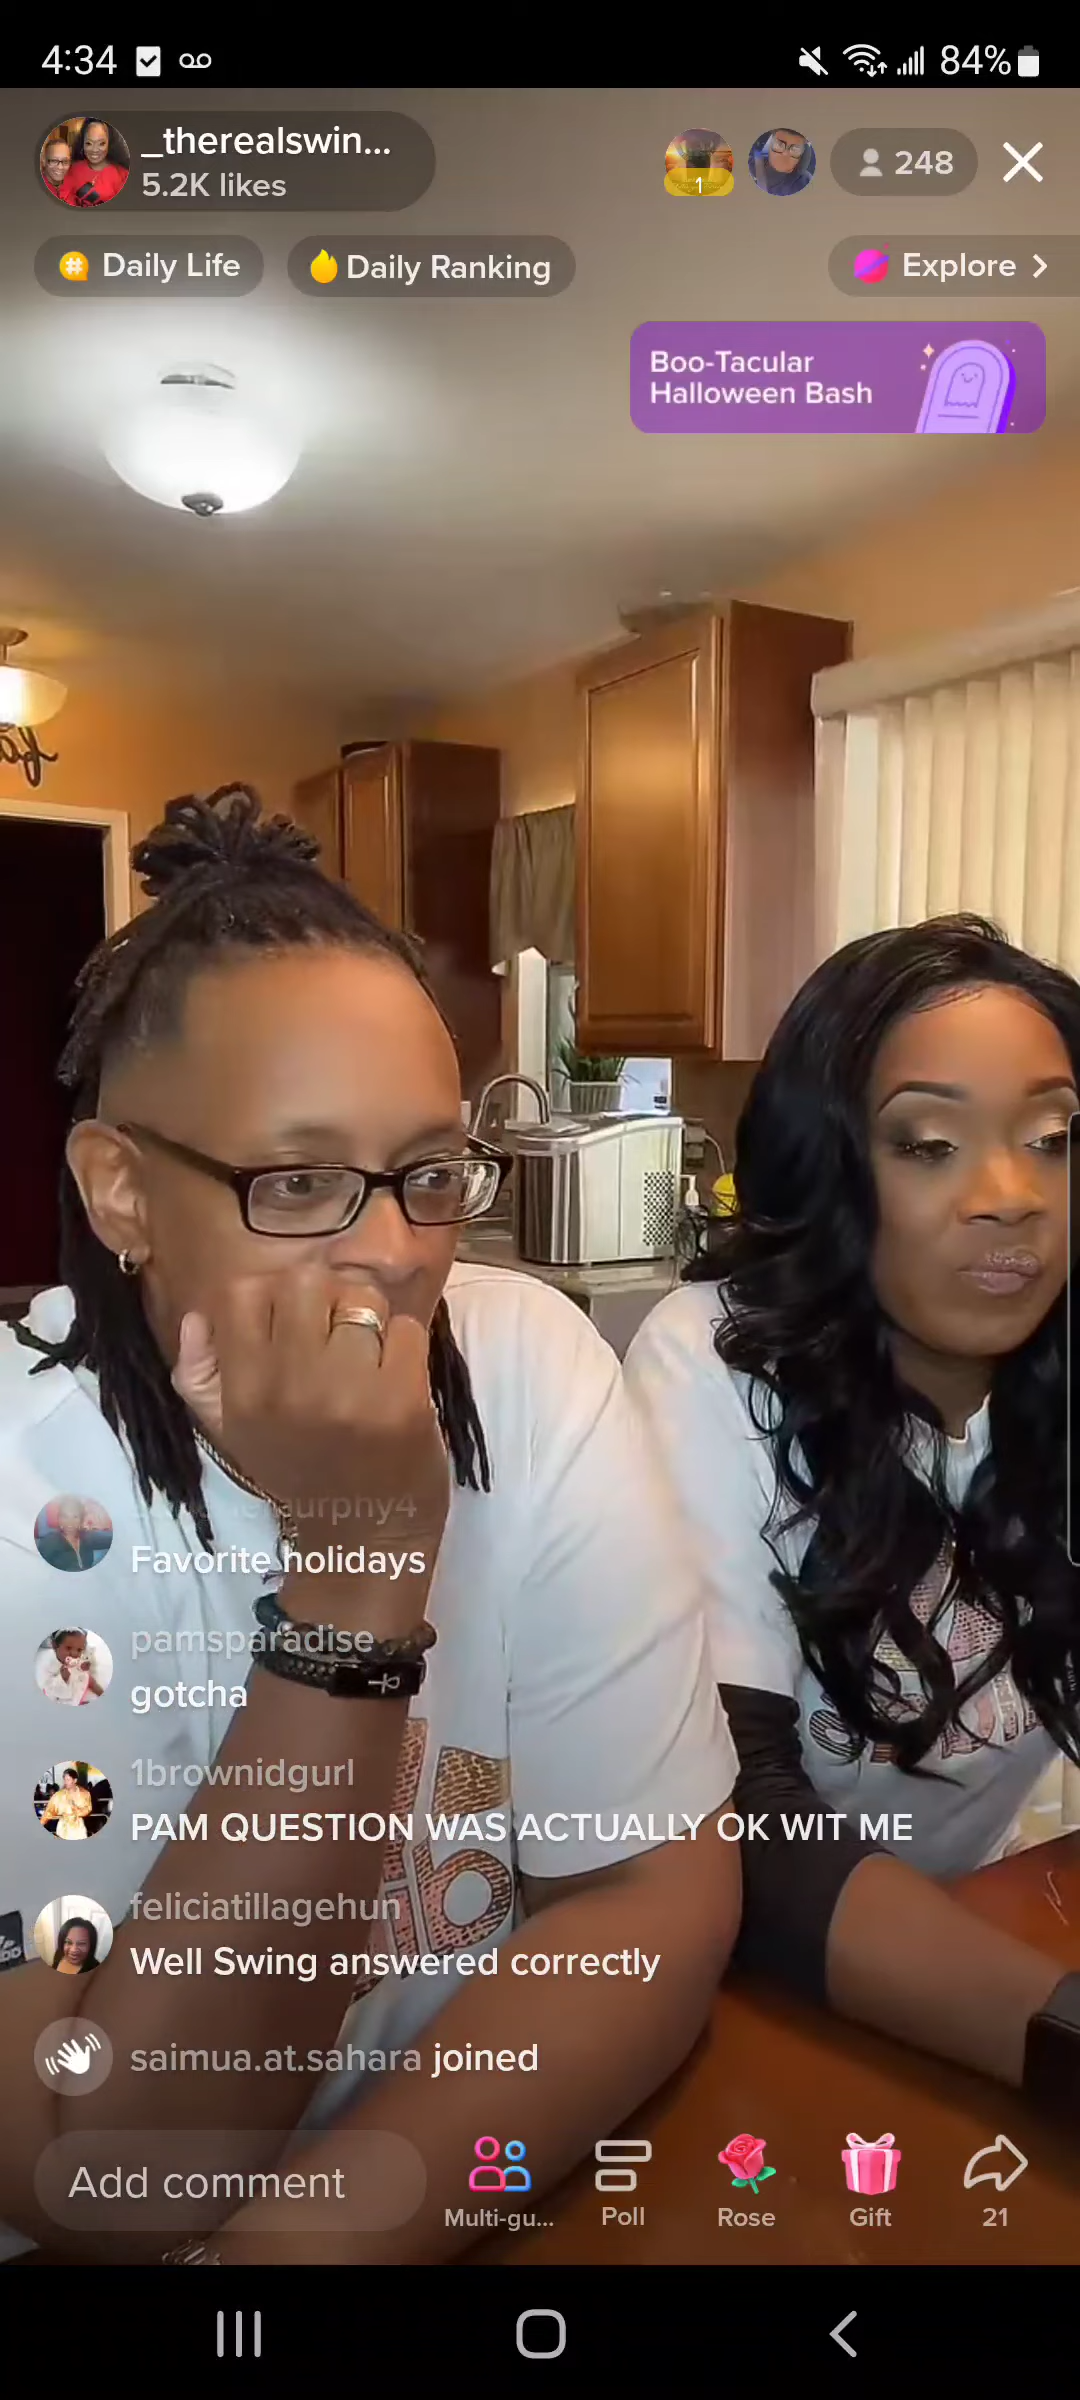 4:34
84%
_therealswin...
5.2K likes
1
248
Daily Life
Daily Ranking
Explore
Boo-Tacular
Halloween Bash
Favorite holidays
pamsparadise
gotcha
1brownidgurl
PAM QUESTION WAS ACTUALLY OK WIT ME
feliciatillagehun
Well Swing answered correctly
saimua.at.sahara joined
Add comment
Multi-gu...
Poll
Rose
Gift
21